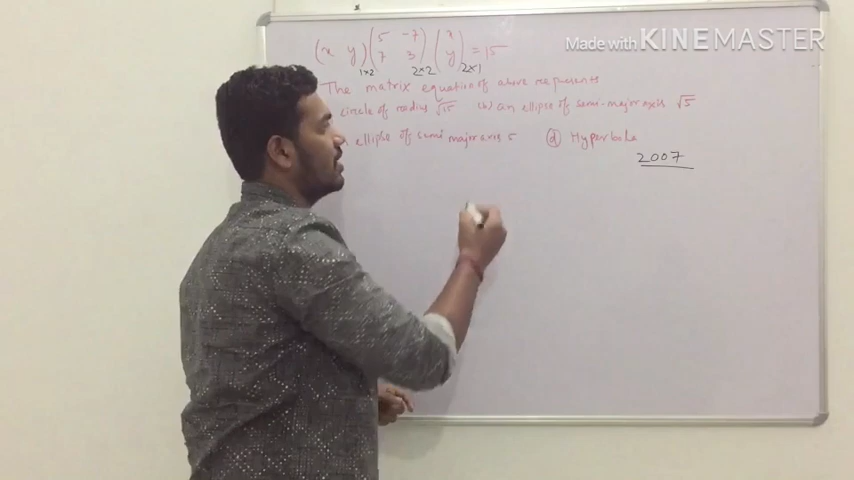 Made with KINEMASTER
(x y) (5 -7 7 3) (x y) = 15
1×2 2×2 2×1
The matrix equation of above represents
circle of radius √15 (b) an ellipse of semi-major axis √5
ellipse of semi major axis 5 (d) Hyperbola
2007